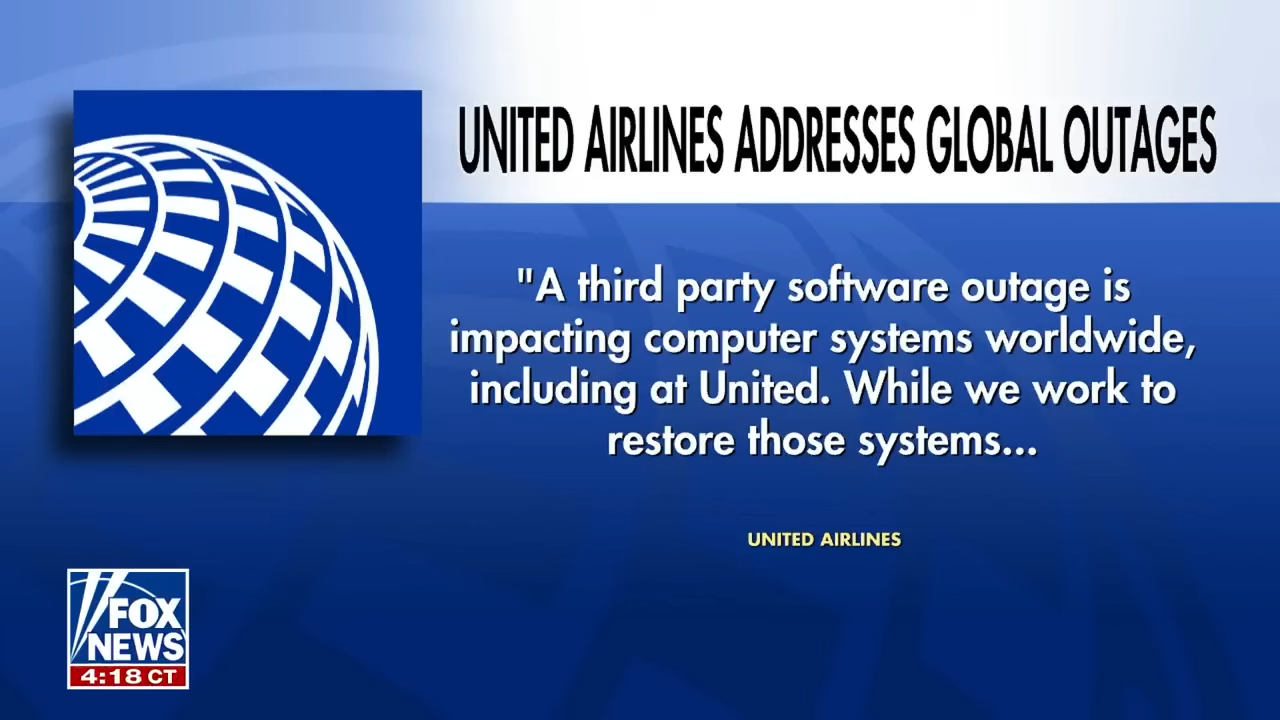 UNITED AIRLINES ADDRESSES GLOBAL OUTAGES
"A third party software outage is
impacting computer systems worldwide,
including at United. While we work to
restore those systems...
UNITED AIRLINES
FOX
NEWS
4:18 CT